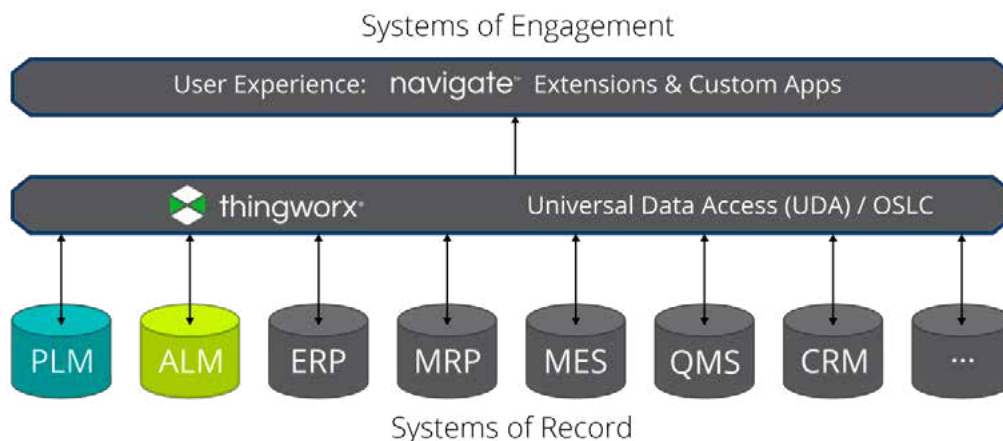 Systems of Engagement
User Experience: navigate™ Extensions & Custom Apps
thingworx® Universal Data Access (UDA) / OSLC
PLM ALM ERP MRP MES QMS CRM ...
Systems of Record